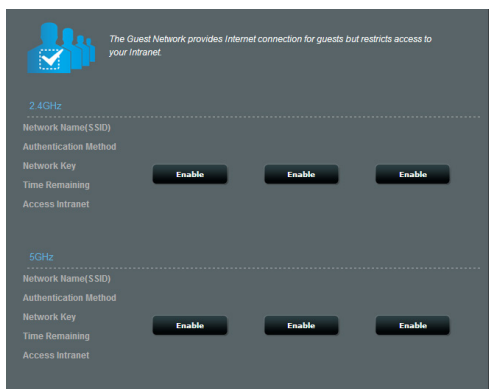 The Guest Network provides Internet connection for guests but restricts access to
your Intranet.
2.4GHz
Network Name(SSID)
Authentication Method
Network Key
Enable Enable Enable
Time Remaining
Access Intranet
5GHz
Network Name(SSID)
Authentication Method
Network Key
Enable Enable Enable
Time Remaining
Access Intranet